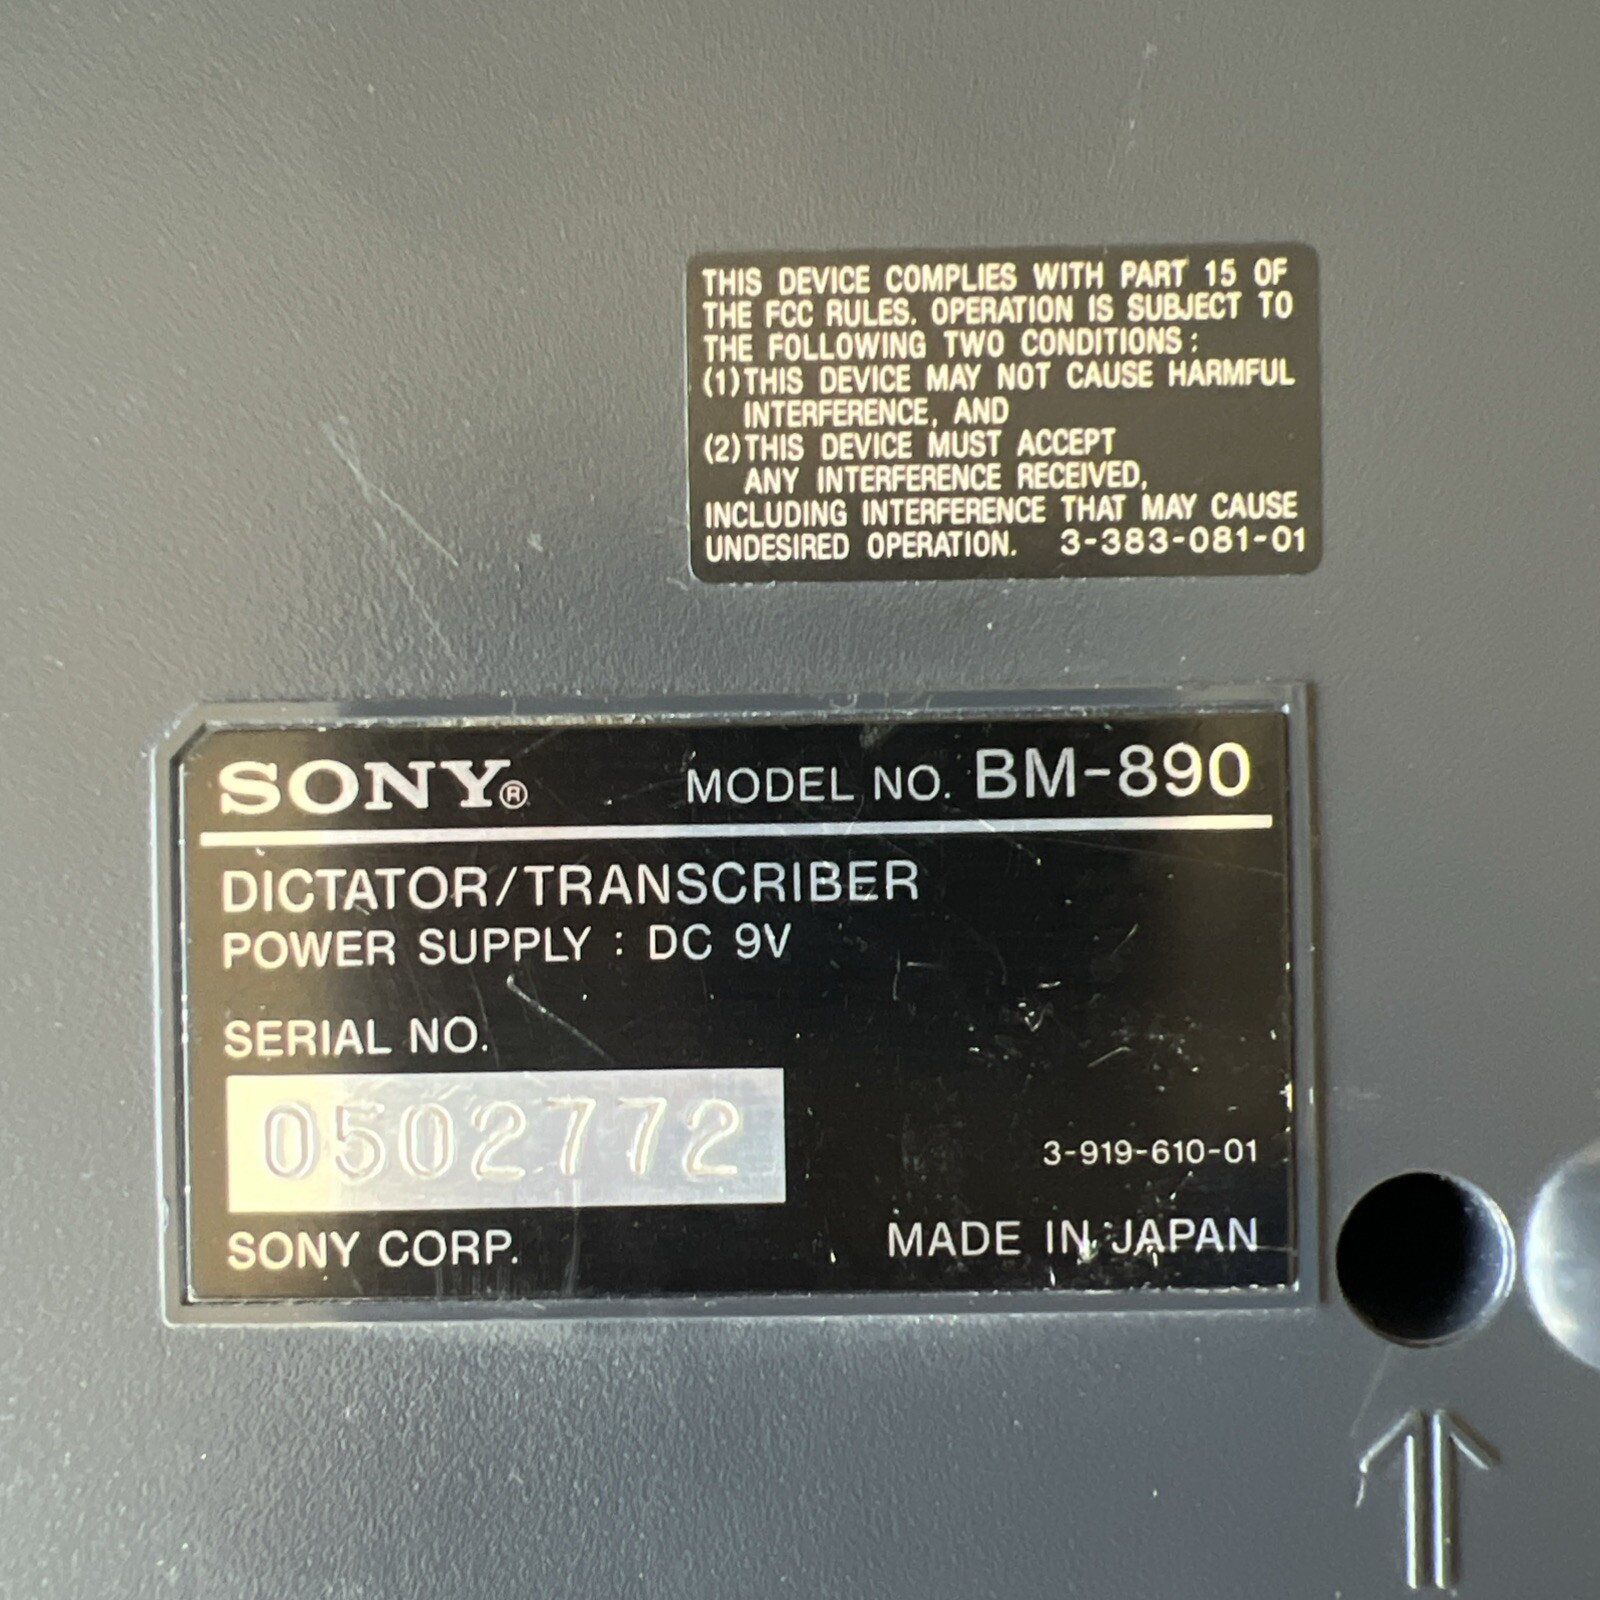 THIS DEVICE COMPLIES WITH PART 15 OF
THE FCC RULES. OPERATION IS SUBJECT TO
THE FOLLOWING TWO CONDITIONS :
(1) THIS DEVICE MAY NOT CAUSE HARMFUL
INTERFERENCE, AND
(2) THIS DEVICE MUST ACCEPT
ANY INTERFERENCE RECEIVED,
INCLUDING INTERFERENCE THAT MAY CAUSE
UNDESIRED OPERATION. 3-383-081-01
SONY® MODEL NO. BM-890
DICTATOR/TRANSCRIBER
POWER SUPPLY : DC 9V
SERIAL NO.
0502772
3-919-610-01
SONY CORP. MADE IN JAPAN